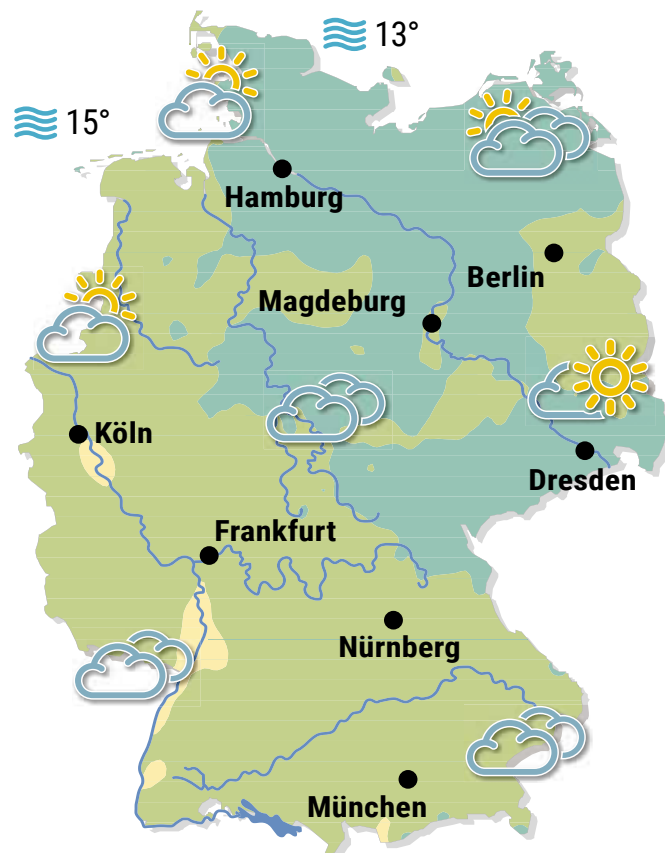 13°
15°
Hamburg
Berlin
Magdeburg
Köln
Dresden
Frankfurt
Nürnberg
München